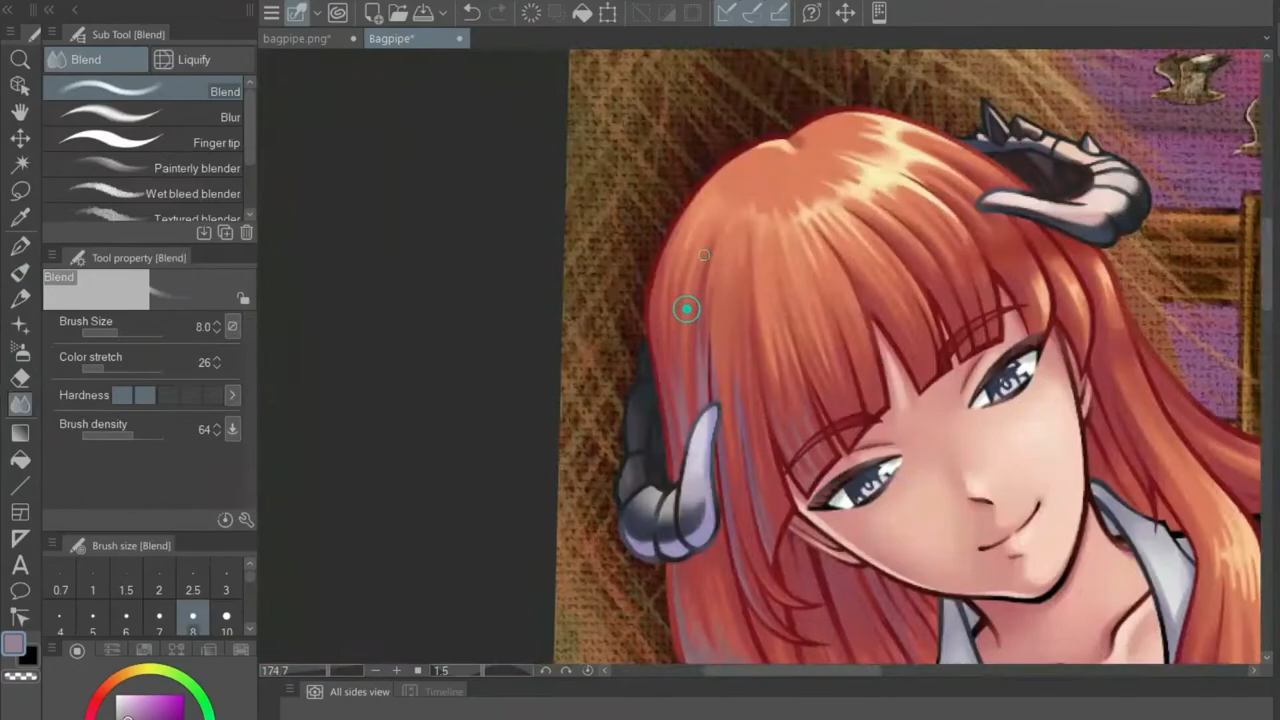 Sub Tool [Blend]
bagpipe.png*
Bagpipe*
Blend
Liquify
Blend
Blur
Finger tip
Painterly blender
Wet bleed blender
Textured blender
Tool property [Blend]
Blend
Brush Size 8.0
Color stretch 26
Hardness
Brush density 64
Brush size [Blend]
0.7 1 1.5 2 2.5 3
4 5 6 7 8 10
174.7 1.5
All sides view
Timeline